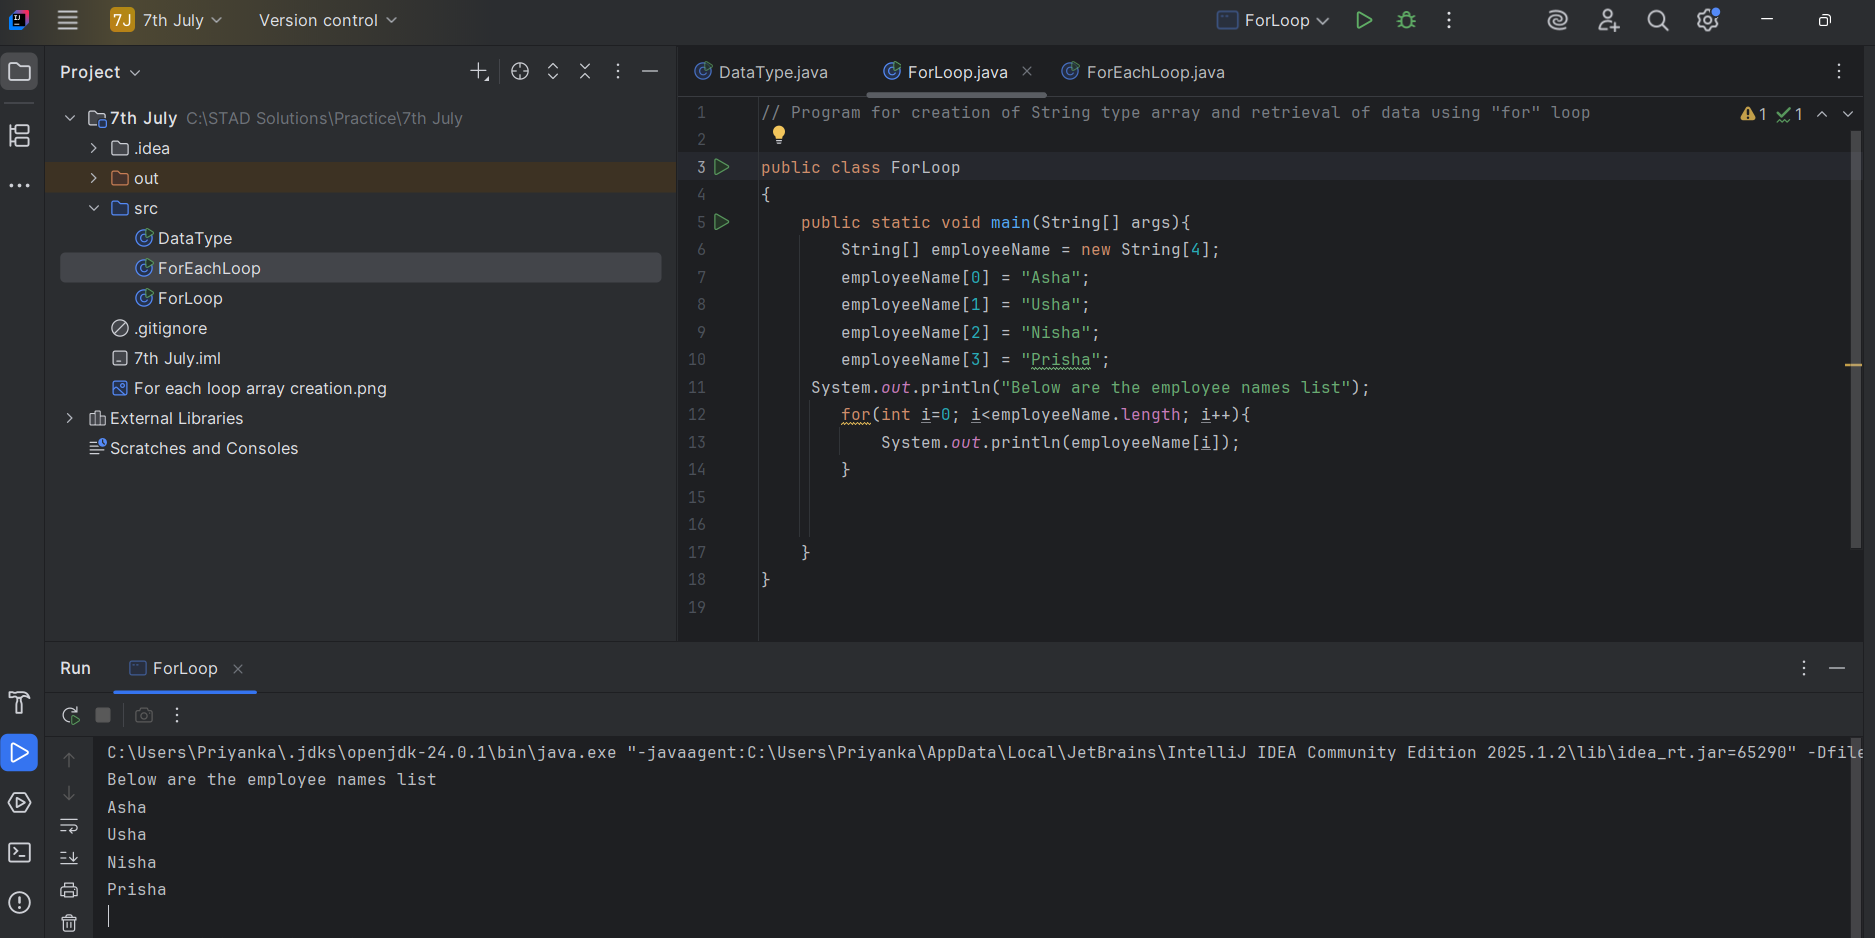 7J 7th July Version control ForLoop
Project
DataType.java ForLoop.java ForEachLoop.java
7th July C:\STAD Solutions\Practice\7th July
.idea
out
src
DataType
ForEachLoop
ForLoop
.gitignore
7th July.iml
For each loop array creation.png
External Libraries
Scratches and Consoles
1 // Program for creation of String type array and retrieval of data using "for" loop
1 1
2
3 public class ForLoop
4 {
5 public static void main(String[] args){
6 String[] employeeName = new String[4];
7 employeeName[0] = "Asha";
8 employeeName[1] = "Usha";
9 employeeName[2] = "Nisha";
10 employeeName[3] = "Prisha";
11 System.out.println("Below are the employee names list");
12 for(int i=0; i<employeeName.length; i++){
13 System.out.println(employeeName[i]);
14 }
15
16
17 }
18 }
19
Run ForLoop
C:\Users\Priyanka\.jdks\openjdk-24.0.1\bin\java.exe "-javaagent:C:\Users\Priyanka\AppData\Local\JetBrains\IntelliJ IDEA Community Edition 2025.1.2\lib\idea_rt.jar=65290" -Dfile
Below are the employee names list
Asha
Usha
Nisha
Prisha